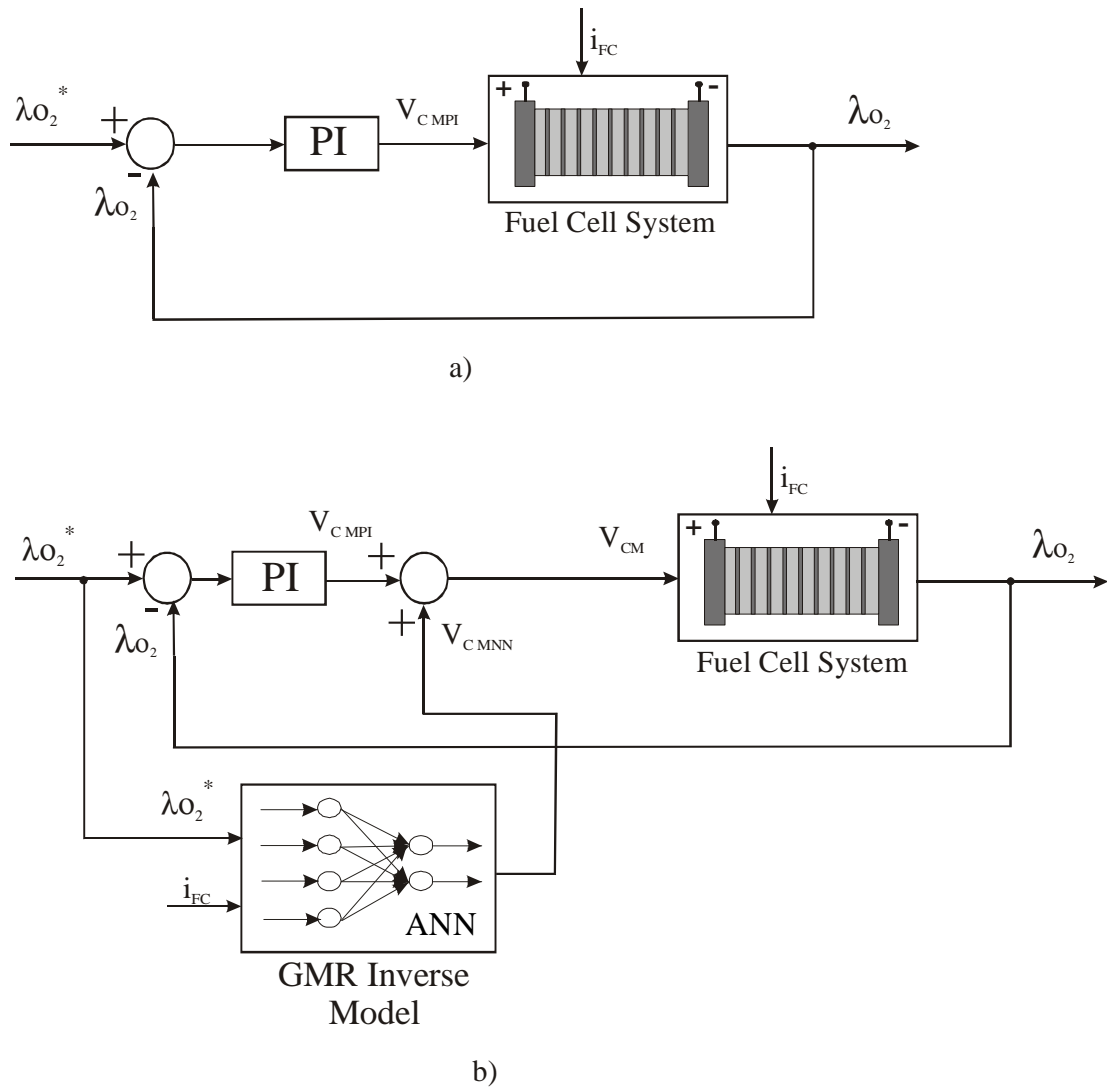 i_FC
λo₂*
+
-
λo₂
PI
V_C MPI
+
-
λo₂
Fuel Cell System
a)
i_FC
λo₂*
+
-
λo₂
PI
V_C MPI
+
+
V_C MNN
V_CM
+
-
λo₂
Fuel Cell System
λo₂*
i_FC
ANN
GMR Inverse
Model
b)